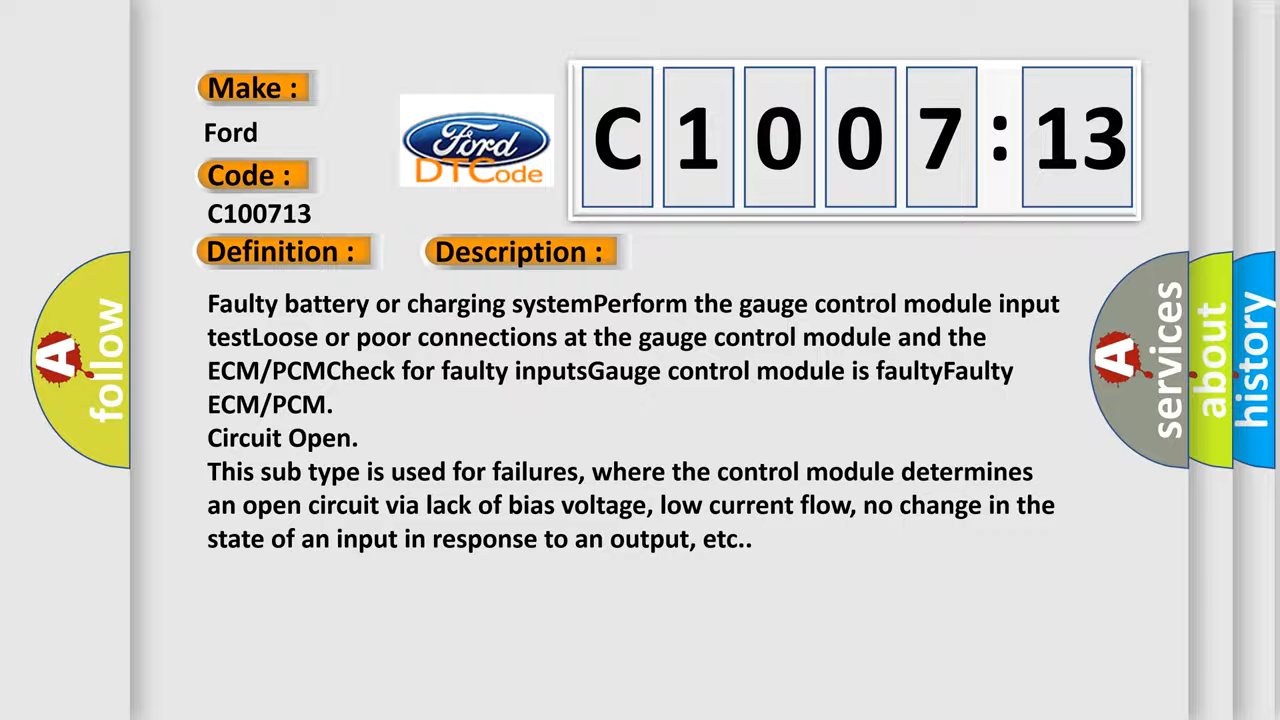 Make :
Ford
Code :
C100713
Ford
DTCode
C1007:13
Definition :
Description :
Faulty battery or charging systemPerform the gauge control module input
testLoose or poor connections at the gauge control module and the
ECM/PCMCheck for faulty inputsGauge control module is faultyFaulty
ECM/PCM.
Circuit Open.
This sub type is used for failures, where the control module determines
an open circuit via lack of bias voltage, low current flow, no change in the
state of an input in response to an output, etc..
A
follow
A
services
about
history